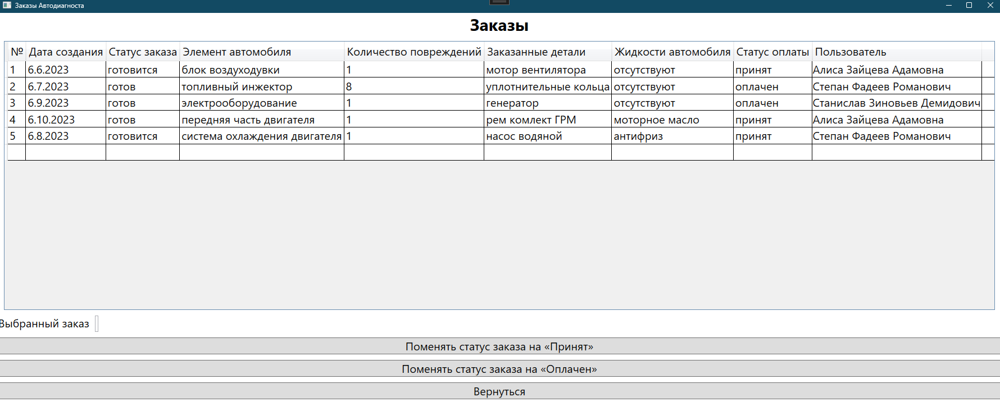 Заказы Автодиагноста
Заказы
№ Дата создания Статус заказа Элемент автомобиля Количество повреждений Заказанные детали Жидкости автомобиля Статус оплаты Пользователь
1 6.6.2023 готовится блок воздуходувки 1 мотор вентилятора отсутствуют принят Алиса Зайцева Адамовна
2 6.7.2023 готов топливный инжектор 8 уплотнительные кольца отсутствуют оплачен Степан Фадеев Романович
3 6.9.2023 готов электрооборудование 1 генератор отсутствуют оплачен Станислав Зиновьев Демидович
4 6.10.2023 готов передняя часть двигателя 1 рем комлект ГРМ моторное масло принят Алиса Зайцева Адамовна
5 6.8.2023 готовится система охлаждения двигателя 1 насос водяной антифриз принят Степан Фадеев Романович
Выбранный заказ
Поменять статус заказа на «Принят»
Поменять статус заказа на «Оплачен»
Вернуться